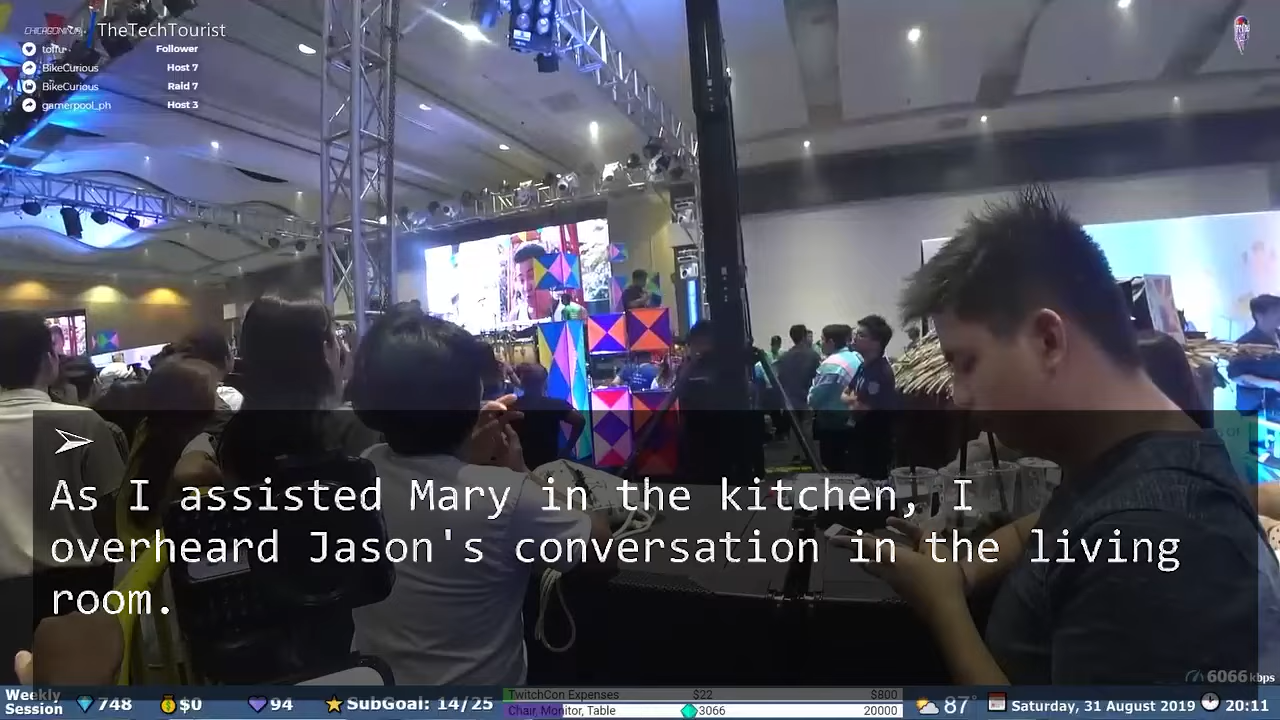 TheTechTourist
toffu Follower
BikeCurious Host 7
BikeCurious Raid 7
gamerpool_ph Host 3
As I assisted Mary in the kitchen, I
overheard Jason's conversation in the living
room.
6066 kbps
Weekly
Session
748
$0
94
SubGoal: 14/25
TwitchCon Expenses $22 $800
Chair, Monitor, Table 3066 20000
87°
Saturday, 31 August 2019
20:11